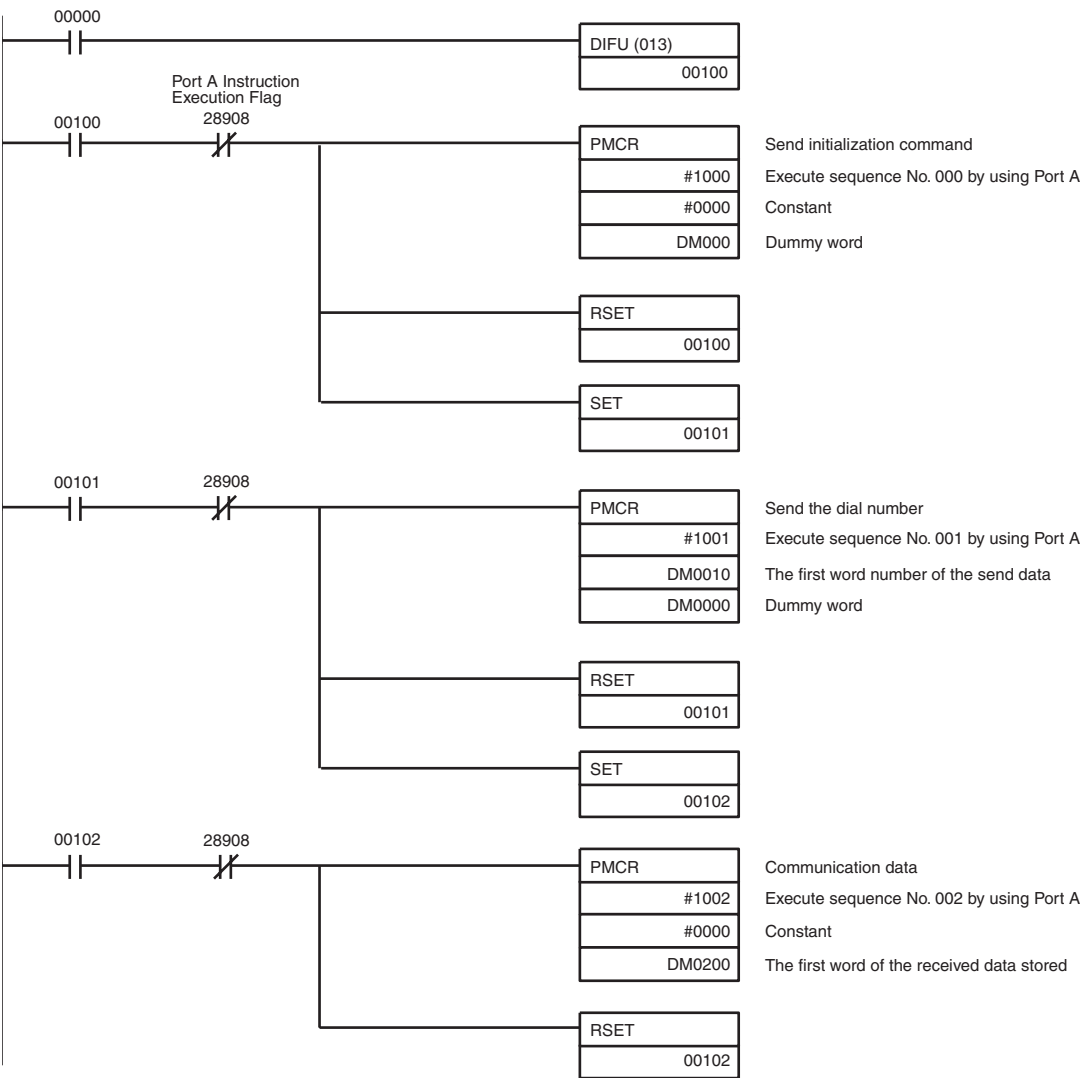 00000
DIFU (013)
00100
Port A Instruction
Execution Flag
00100
28908
PMCR
Send initialization command
#1000
Execute sequence No. 000 by using Port A
#0000
Constant
DM000
Dummy word
RSET
00100
SET
00101
00101
28908
PMCR
Send the dial number
#1001
Execute sequence No. 001 by using Port A
DM0010
The first word number of the send data
DM0000
Dummy word
RSET
00101
SET
00102
00102
28908
PMCR
Communication data
#1002
Execute sequence No. 002 by using Port A
#0000
Constant
DM0200
The first word of the received data stored
RSET
00102